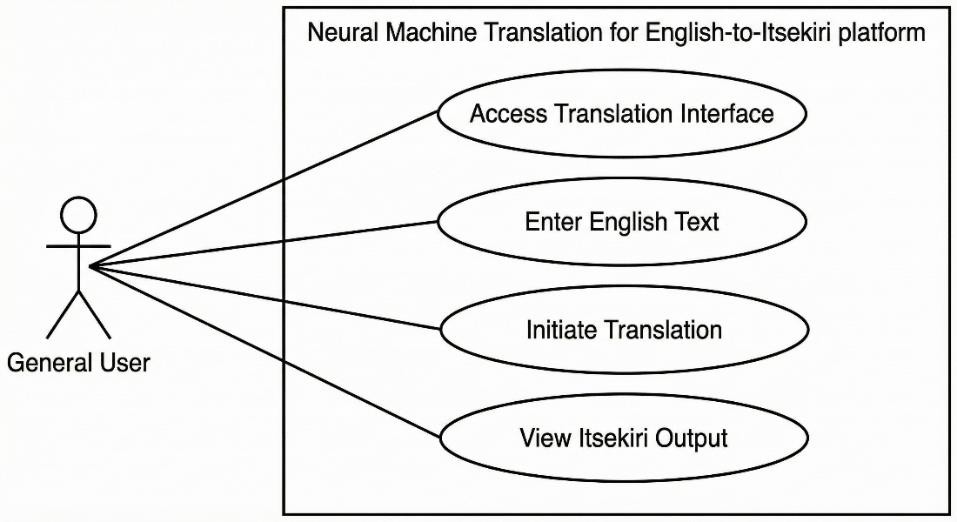 Neural Machine Translation for English-to-Itsekiri platform
Access Translation Interface
Enter English Text
Initiate Translation
General User
View Itsekiri Output